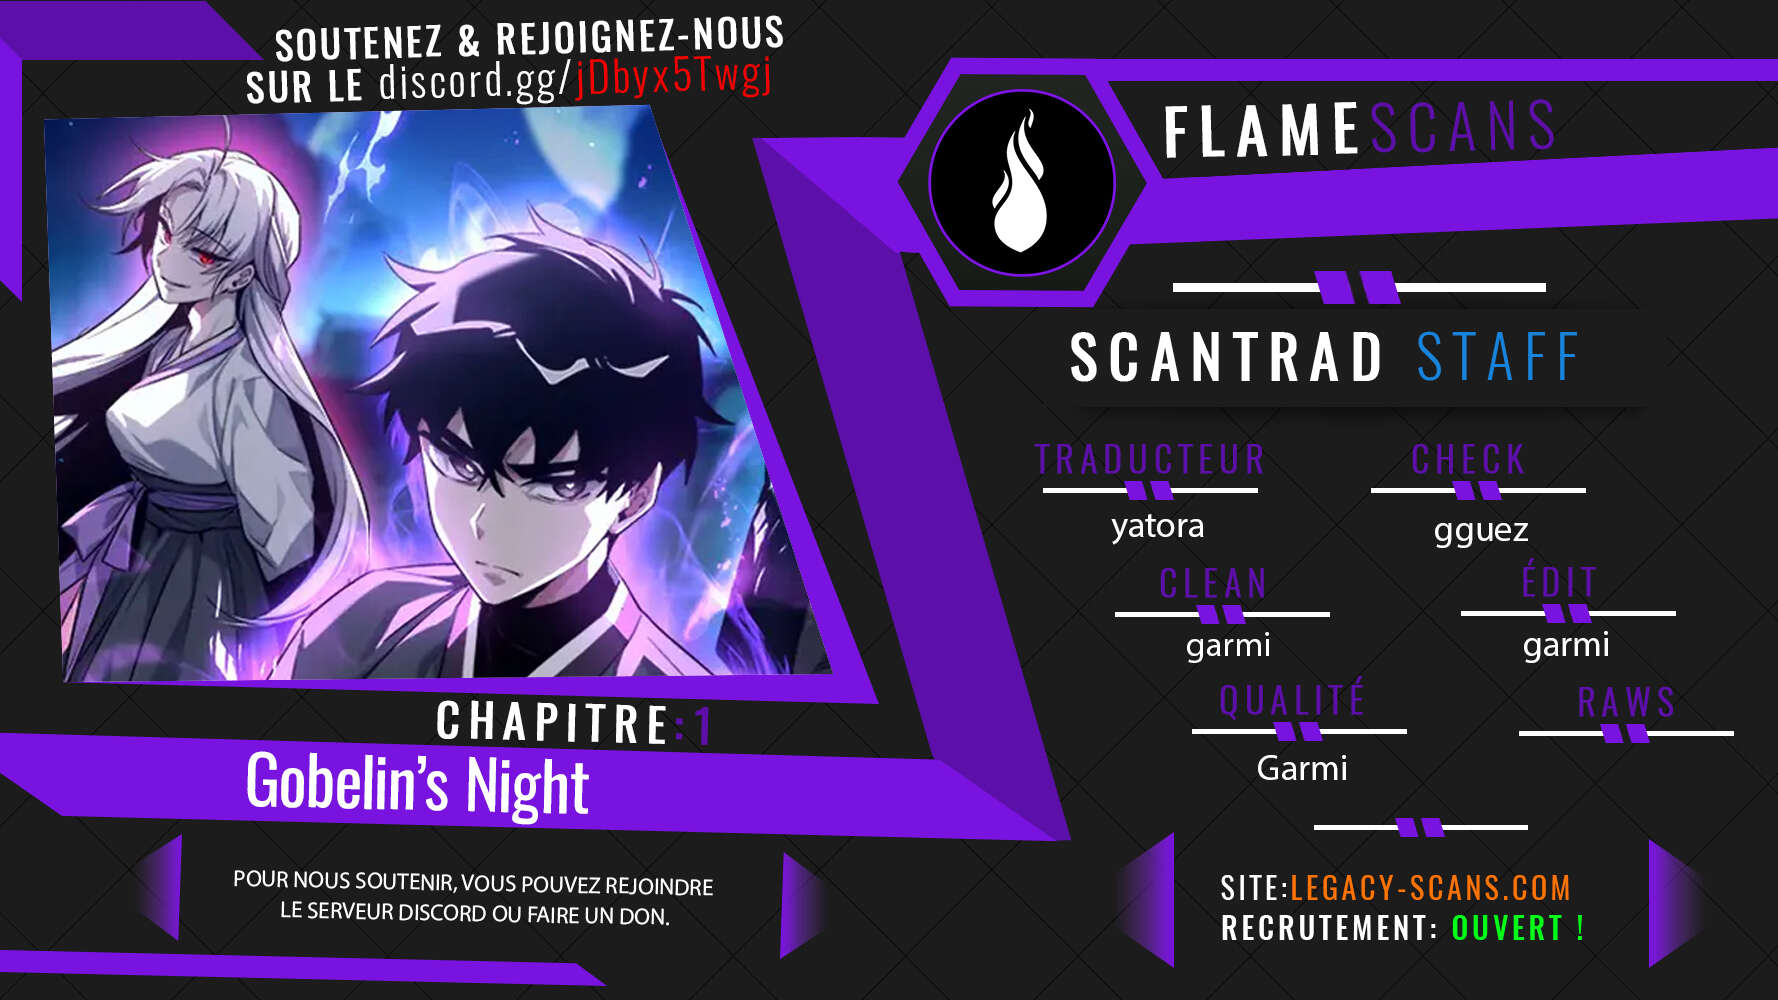 SOUTENEZ & REJOIGNEZ-NOUS
SUR LE discord.gg/jDbyx5Twgj
CHAPITRE:1
Gobelin's Night
POUR NOUS SOUTENIR, VOUS POUVEZ REJOINDRE
LE SERVEUR DISCORD OU FAIRE UN DON.
FLAMESCANS
SCANTRAD STAFF
TRADUCTEUR
yatora
CHECK
gguez
CLEAN
garmi
ÉDIT
garmi
QUALITÉ
Garmi
RAWS
SITE:LEGACY-SCANS.COM
RECRUTEMENT: OUVERT !